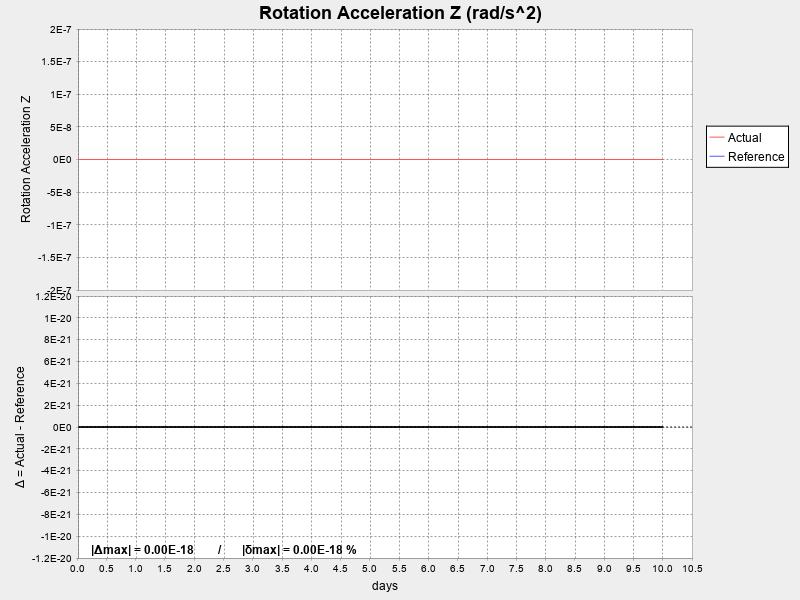 Rotation Acceleration Z (rad/s^2)
2E-7
1.5E-7
1E-7
5E-8
0E0
-5E-8
-1E-7
-1.5E-7
-2E-7
Rotation Acceleration Z
Actual
Reference
1.2E-20
1E-20
8E-21
6E-21
4E-21
2E-21
0E0
-2E-21
-4E-21
-6E-21
-8E-21
-1E-20
-1.2E-20
Δ = Actual - Reference
|Δmax| = 0.00E-18 / |δmax| = 0.00E-18 %
0.0 0.5 1.0 1.5 2.0 2.5 3.0 3.5 4.0 4.5 5.0 5.5 6.0 6.5 7.0 7.5 8.0 8.5 9.0 9.5 10.0 10.5
days